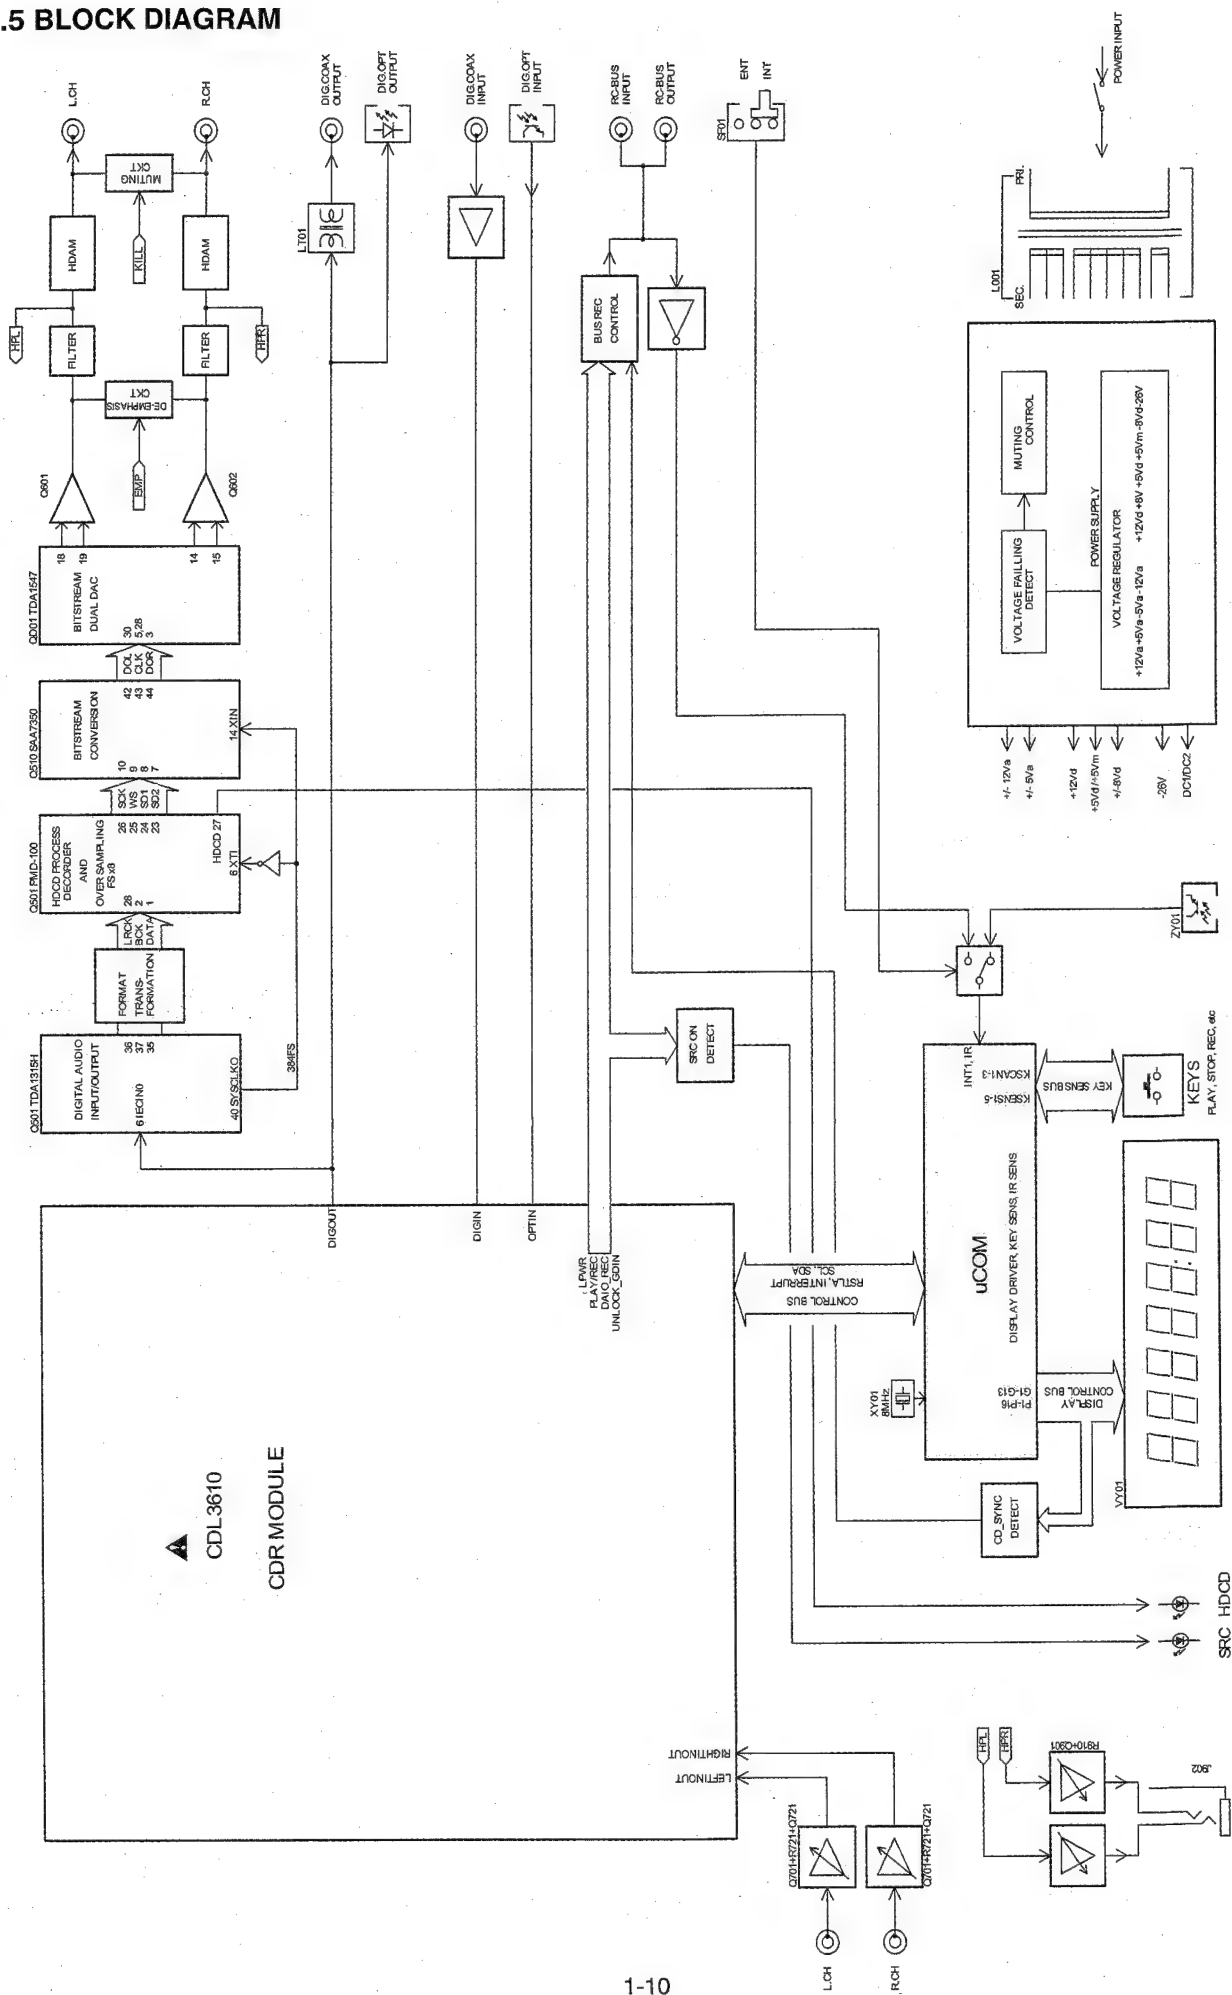 .5 BLOCK DIAGRAM
L.CH
R.CH
DIG.COAX
OUTPUT
DIG.OPT
OUTPUT
DIG.COAX
INPUT
DIG.OPT
INPUT
RC-BUS
INPUT
RC-BUS
OUTPUT
SF01
ENT
INT
POWER INPUT
MUTING
CKT
HDAM
KILL
HDAM
LT01
HPL
FILTER
FILTER
HPR
DE-EMPHASIS
CKT
EMP
Q601
Q602
BUS REC
CONTROL
L001
PRI.
SEC.
QD01 TDA1547
BITSTREAM
DUAL DAC
18
19
14
15
30
5,28
3
DOL
CLK
DOR
Q510 SAA7350
BITSTREAM
CONVERSION
42
43
44
10
9
8
7
14 XIN
SCK
WS
SD1
SD2
Q501 PMD-100
HDCD PROCESS
DECORDER
AND
OVER SAMPLING
FS x8
26
25
24
23
HDCD 27
6 XTI
28
2
1
LRCK
BCK
DATA
FORMAT
TRANS-
FORMATION
Q601 TDA1315H
DIGITAL AUDIO
INPUT/OUTPUT
36
37
35
6 IECIN0
40 SYSCLKO
384FS
MUTING
CONTROL
VOLTAGE FAILLING
DETECT
POWER SUPPLY
VOLTAGE REGULATOR
+12Va +5Va -5Va -12Va +12Vd +8V +5Vd +5Vm -8Vd -26V
+/- 12Va
+/- 5Va
+12Vd
+5Vd/+5Vm
+/-8Vd
-26V
DC1/DC2
ZY01
SRC ON
DETECT
INT1, IR
KSCAN1-3
KSENS1-5
KEY SENS BUS
KEYS
PLAY, STOP, REC, etc
DIGOUT
DIGIN
OPTIN
LPWR
PLAY/REC
DAIO_REC
UNLOCK_GDIN
SCL, SDA
RSTLA, INTERRUPT
CONTROL BUS
uCOM
DISPLAY DRIVER, KEY SENS, IR SENS
XY01
8MHz
G1-G13
P1-P16
DISPLAY
CONTROL BUS
VY01
CD_SYNC
DETECT
CDL3610
CDR MODULE
SRC
HDCD
RIGHTINOUT
LEFTINOUT
Q701+R721+Q721
Q701+R721+Q721
L.CH
R.CH
HPL
HPR
R910+Q901
J902
1-10